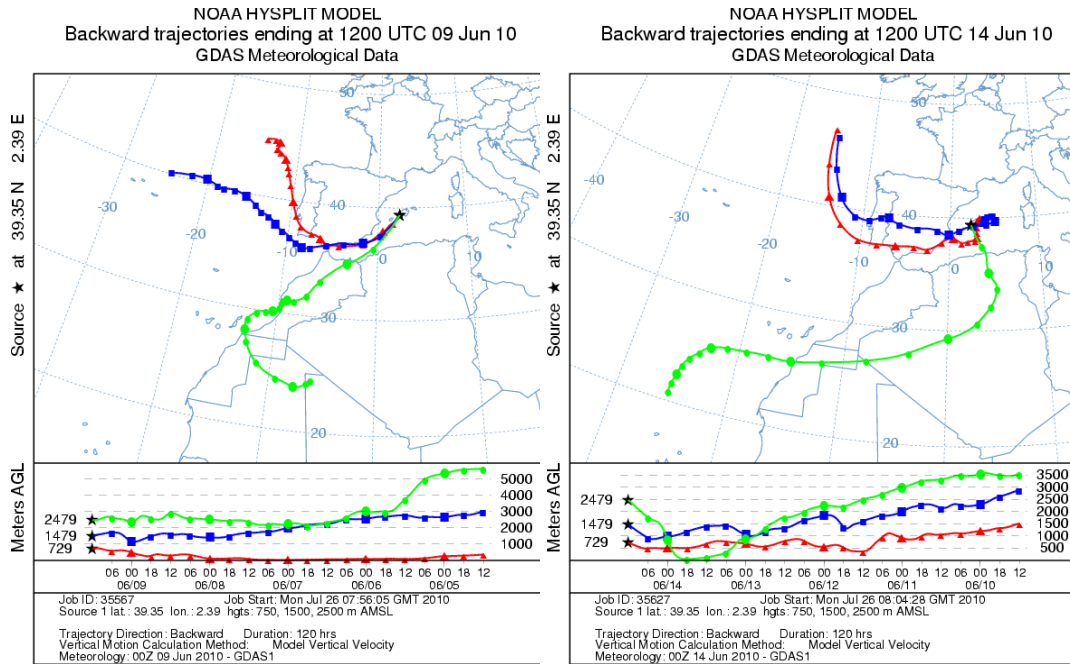 NOAA HYSPLIT MODEL
Backward trajectories ending at 1200 UTC 09 Jun 10
GDAS Meteorological Data
Source ★ at 39.35 N 2.39 E
50
-30
40
-20
-10
0
10
30
20
Meters AGL
2479
1479
729
5000
4000
3000
2000
1000
06 00 18 12 06 00 18 12 06 00 18 12 06 00 18 12 06 00 18 12
06/09 06/08 06/07 06/06 06/05
Job ID: 35567 Job Start: Mon Jul 26 07:56:05 GMT 2010
Source 1 lat.: 39.35 lon.: 2.39 hgts: 750, 1500, 2500 m AMSL
Trajectory Direction: Backward Duration: 120 hrs
Vertical Motion Calculation Method: Model Vertical Velocity
Meteorology: 00Z 09 Jun 2010 - GDAS1
NOAA HYSPLIT MODEL
Backward trajectories ending at 1200 UTC 14 Jun 10
GDAS Meteorological Data
Source ★ at 39.35 N 2.39 E
50
-40
-30
40
-20
-10
0
10
30
20
Meters AGL
2479
1479
729
3500
3000
2500
2000
1500
1000
500
06 00 18 12 06 00 18 12 06 00 18 12 06 00 18 12 06 00 18 12
06/14 06/13 06/12 06/11 06/10
Job ID: 35627 Job Start: Mon Jul 26 08:04:28 GMT 2010
Source 1 lat.: 39.35 lon.: 2.39 hgts: 750, 1500, 2500 m AMSL
Trajectory Direction: Backward Duration: 120 hrs
Vertical Motion Calculation Method: Model Vertical Velocity
Meteorology: 00Z 14 Jun 2010 - GDAS1